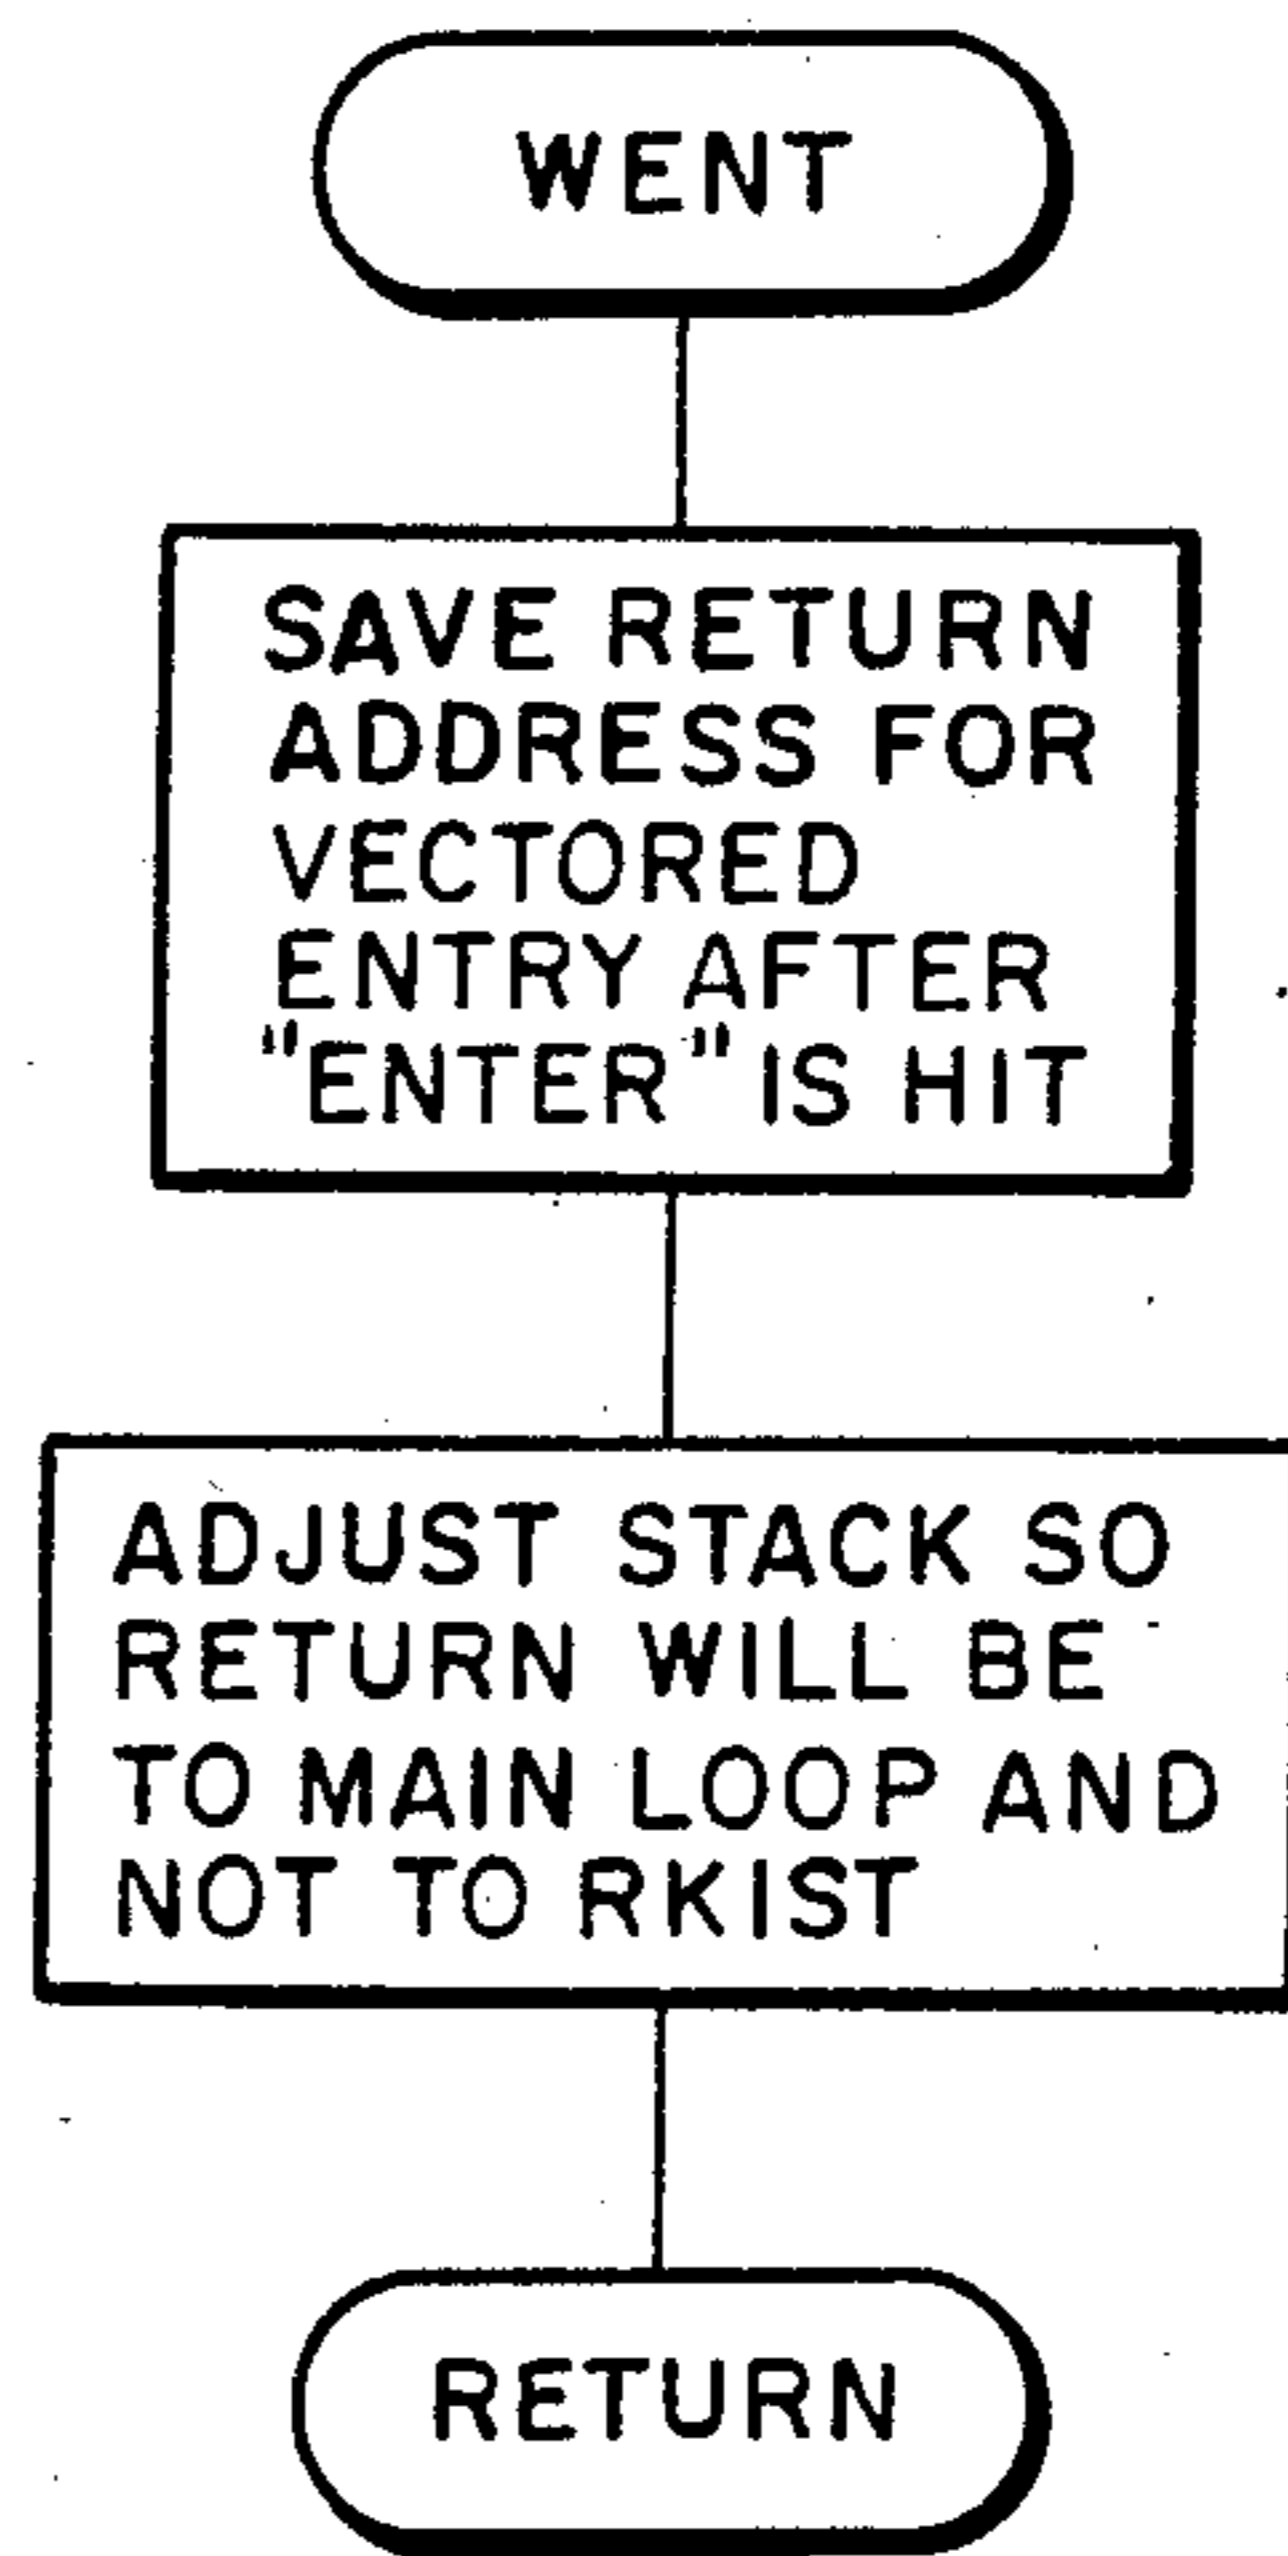 WENT
SAVE RETURN
ADDRESS FOR
VECTORED
ENTRY AFTER
"ENTER" IS HIT
ADJUST STACK SO
RETURN WILL BE
TO MAIN LOOP AND
NOT TO RKIST
RETURN